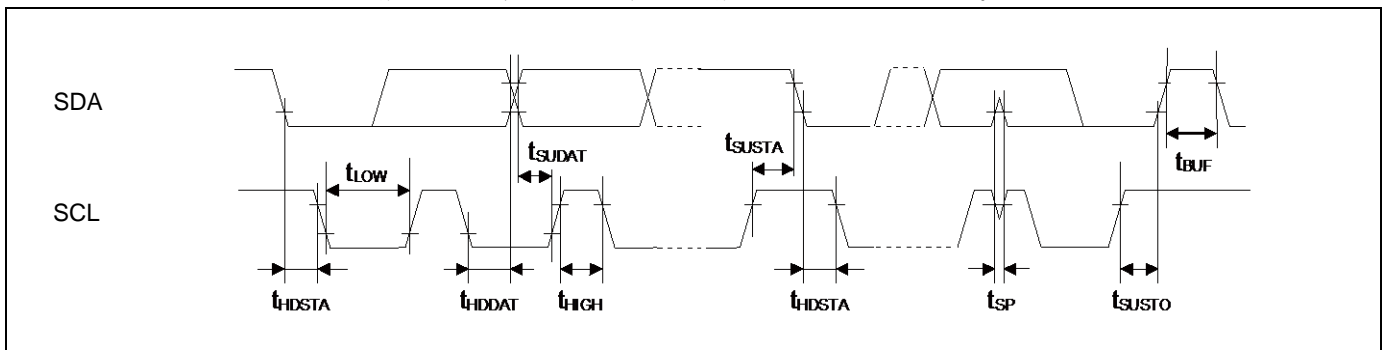 SDA
tSUDAT
tSUSTA
tBUF
tLOW
SCL
tHDSTA
tHDDAT
tHIGH
tHDSTA
tSP
tSUSTO